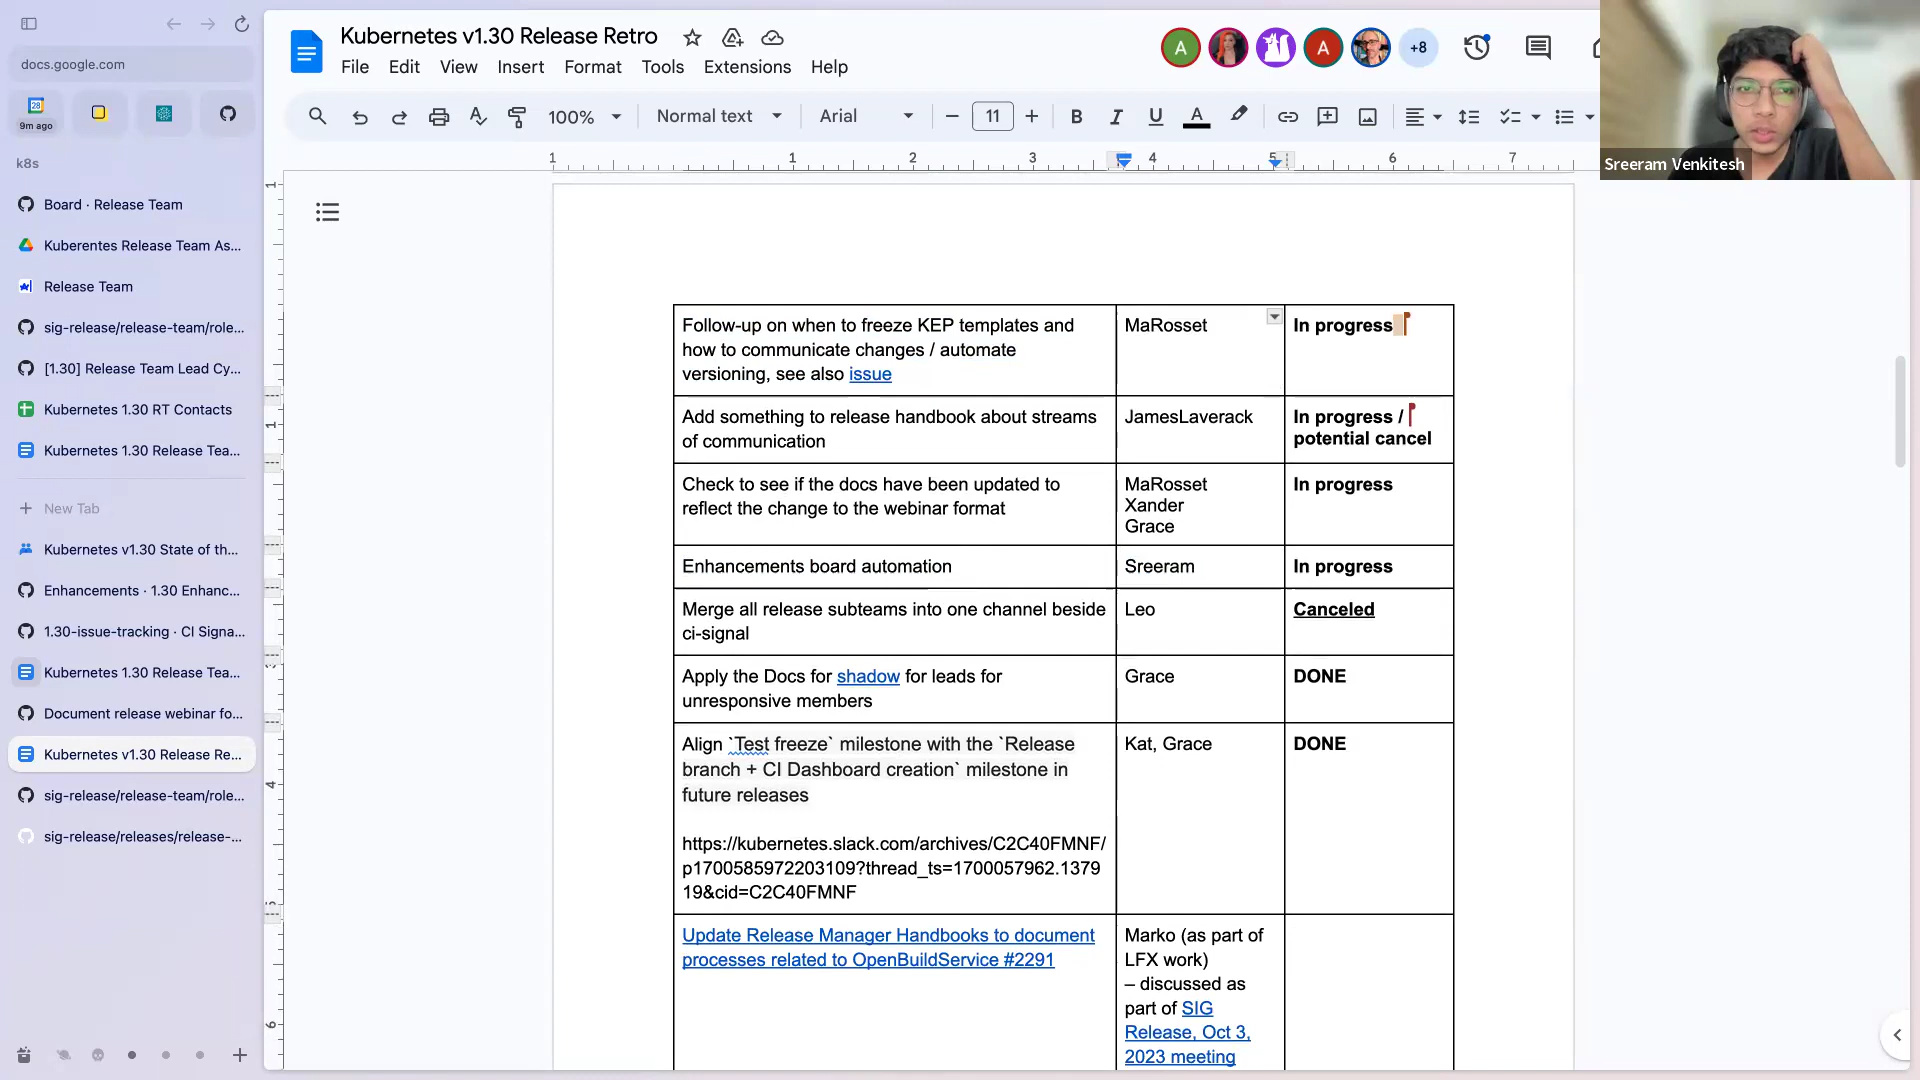 docs.google.com
28
9m ago
k8s
Board · Release Team
Kuberentes Release Team As...
Release Team
sig-release/release-team/role...
[1.30] Release Team Lead Cy...
Kubernetes 1.30 RT Contacts
Kubernetes 1.30 Release Tea...
New Tab
Kubernetes v1.30 State of th...
Enhancements · 1.30 Enhanc...
1.30-issue-tracking · CI Signa...
Kubernetes 1.30 Release Tea...
Document release webinar fo...
Kubernetes v1.30 Release Re...
sig-release/release-team/role...
sig-release/releases/release-...
Kubernetes v1.30 Release Retro
File Edit View Insert Format Tools Extensions Help
A A +8
100% Normal text Arial 11 B I U A
1 1 2 3 4 5 6 7
Sreeram Venkitesh
Follow-up on when to freeze KEP templates and
how to communicate changes / automate
versioning, see also issue
MaRosset
In progress
Add something to release handbook about streams
of communication
JamesLaverack
In progress /
potential cancel
Check to see if the docs have been updated to
reflect the change to the webinar format
MaRosset
Xander
Grace
In progress
Enhancements board automation
Sreeram
In progress
Merge all release subteams into one channel beside
ci-signal
Leo
Canceled
Apply the Docs for shadow for leads for
unresponsive members
Grace
DONE
Align `Test freeze` milestone with the `Release
branch + CI Dashboard creation` milestone in
future releases
https://kubernetes.slack.com/archives/C2C40FMNF/
p1700585972203109?thread_ts=1700057962.1379
19&cid=C2C40FMNF
Kat, Grace
DONE
Update Release Manager Handbooks to document
processes related to OpenBuildService #2291
Marko (as part of
LFX work)
– discussed as
part of SIG
Release, Oct 3,
2023 meeting